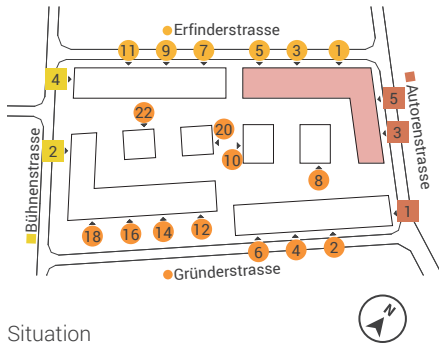 Erfinderstrasse
11 9 7 5 3 1
4
5
22
20
3
2
10
8
Autorenstrasse
Bühnenstrasse
1
18 16 14 12
6 4 2
Gründerstrasse
Situation
N